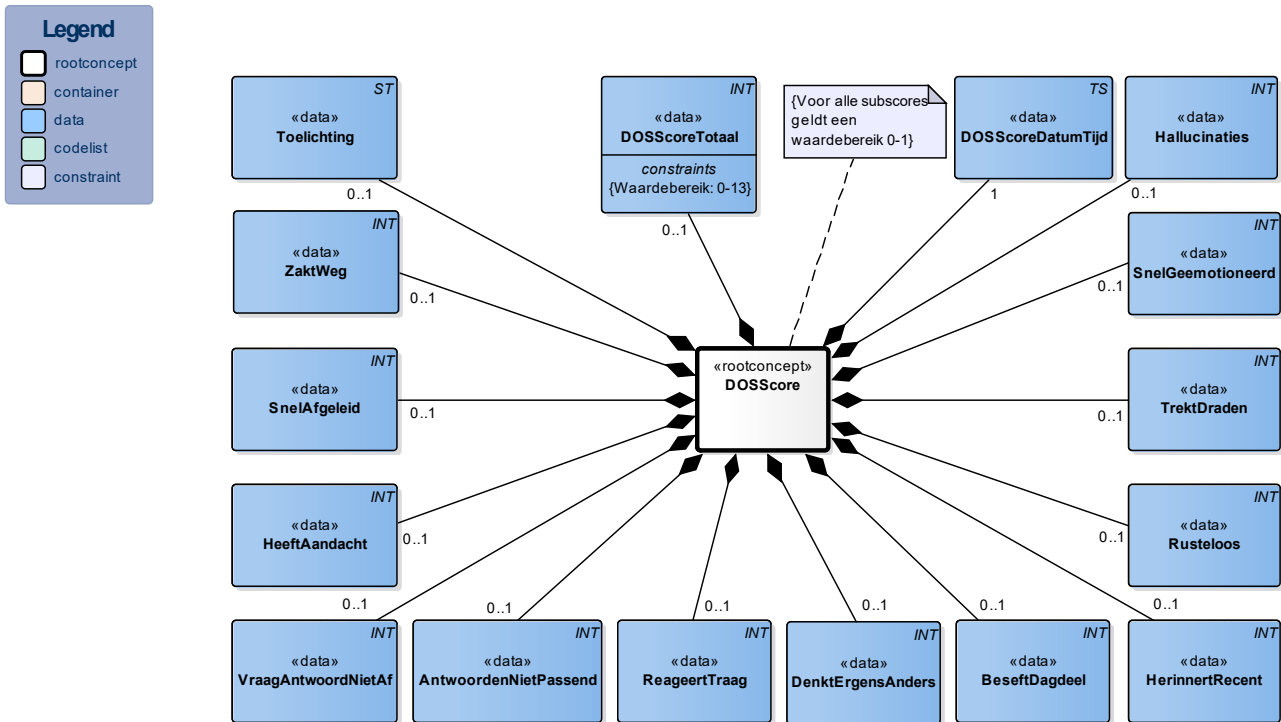 Legend
rootconcept
container
data
codelist
constraint
ST
«data»
Toelichting
0..1
INT
«data»
DOSScoreTotaal
constraints
{Waardebereik: 0-13}
0..1
{Voor alle subscores
geldt een
waardebereik 0-1}
TS
«data»
DOSScoreDatumTijd
1
INT
«data»
Hallucinaties
0..1
INT
«data»
ZaktWeg
0..1
INT
«data»
SnelGeemotioneerd
0..1
INT
«data»
SnelAfgeleid
0..1
«rootconcept»
DOSScore
INT
«data»
TrektDraden
0..1
INT
«data»
HeeftAandacht
0..1
INT
«data»
Rusteloos
0..1
0..1
INT
«data»
VraagAntwoordNietAf
0..1
INT
«data»
AntwoordenNietPassend
0..1
INT
«data»
ReageertTraag
0..1
INT
«data»
DenktErgensAnders
0..1
INT
«data»
BeseftDagdeel
0..1
INT
«data»
HerinnertRecent